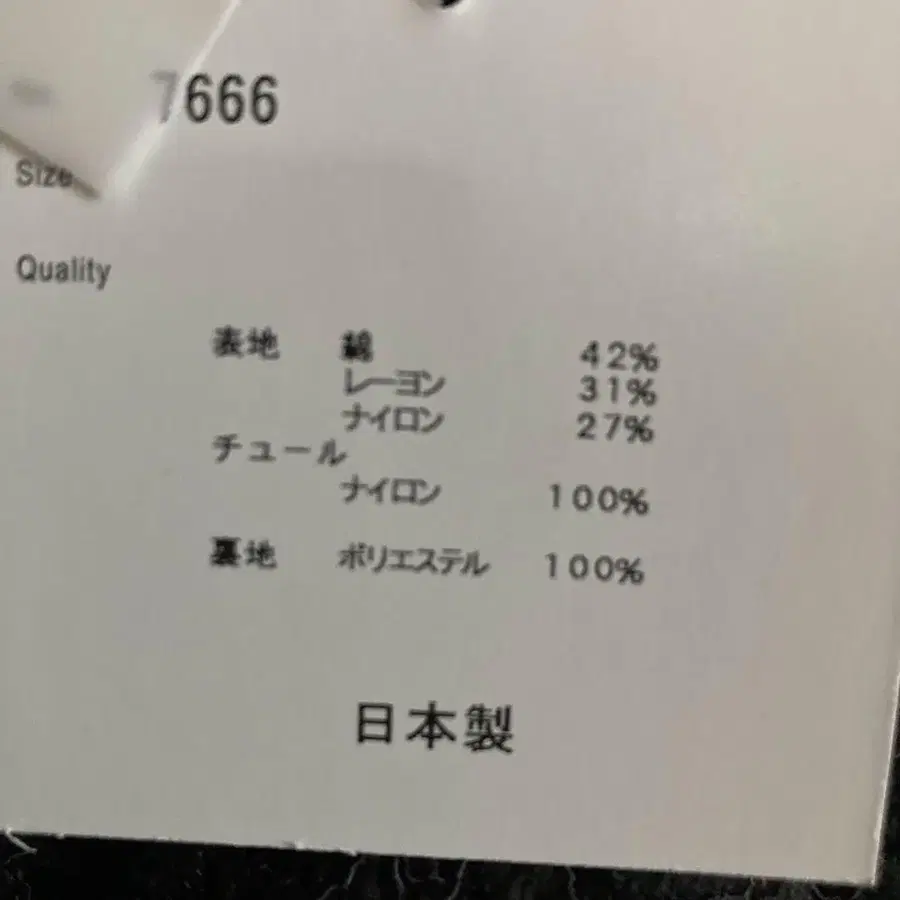 7666
Size
Quality
表地 綿 42%
レーヨン 31%
ナイロン 27%
チュール
ナイロン 100%
裏地 ポリエステル 100%
日本製